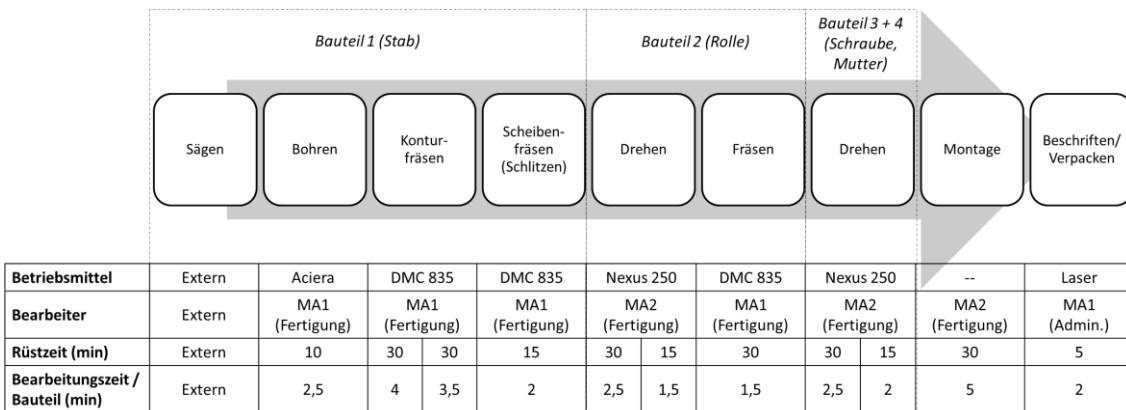 Bauteil 1 (Stab)
Bauteil 2 (Rolle)
Bauteil 3 + 4
(Schraube,
Mutter)
Sägen
Bohren
Kontur-
fräsen
Scheiben-
fräsen
(Schlitzen)
Drehen
Fräsen
Drehen
Montage
Beschriften/
Verpacken
Betriebsmittel Extern Aciera DMC 835 DMC 835 Nexus 250 DMC 835 Nexus 250 -- Laser
Bearbeiter Extern MA1 (Fertigung) MA1 (Fertigung) MA1 (Fertigung) MA2 (Fertigung) MA1 (Fertigung) MA2 (Fertigung) MA2 (Fertigung) MA1 (Admin.)
Rüstzeit (min) Extern 10 30 30 15 30 15 30 30 15 30 5
Bearbeitungszeit /
Bauteil (min) Extern 2,5 4 3,5 2 2,5 1,5 1,5 2,5 2 5 2